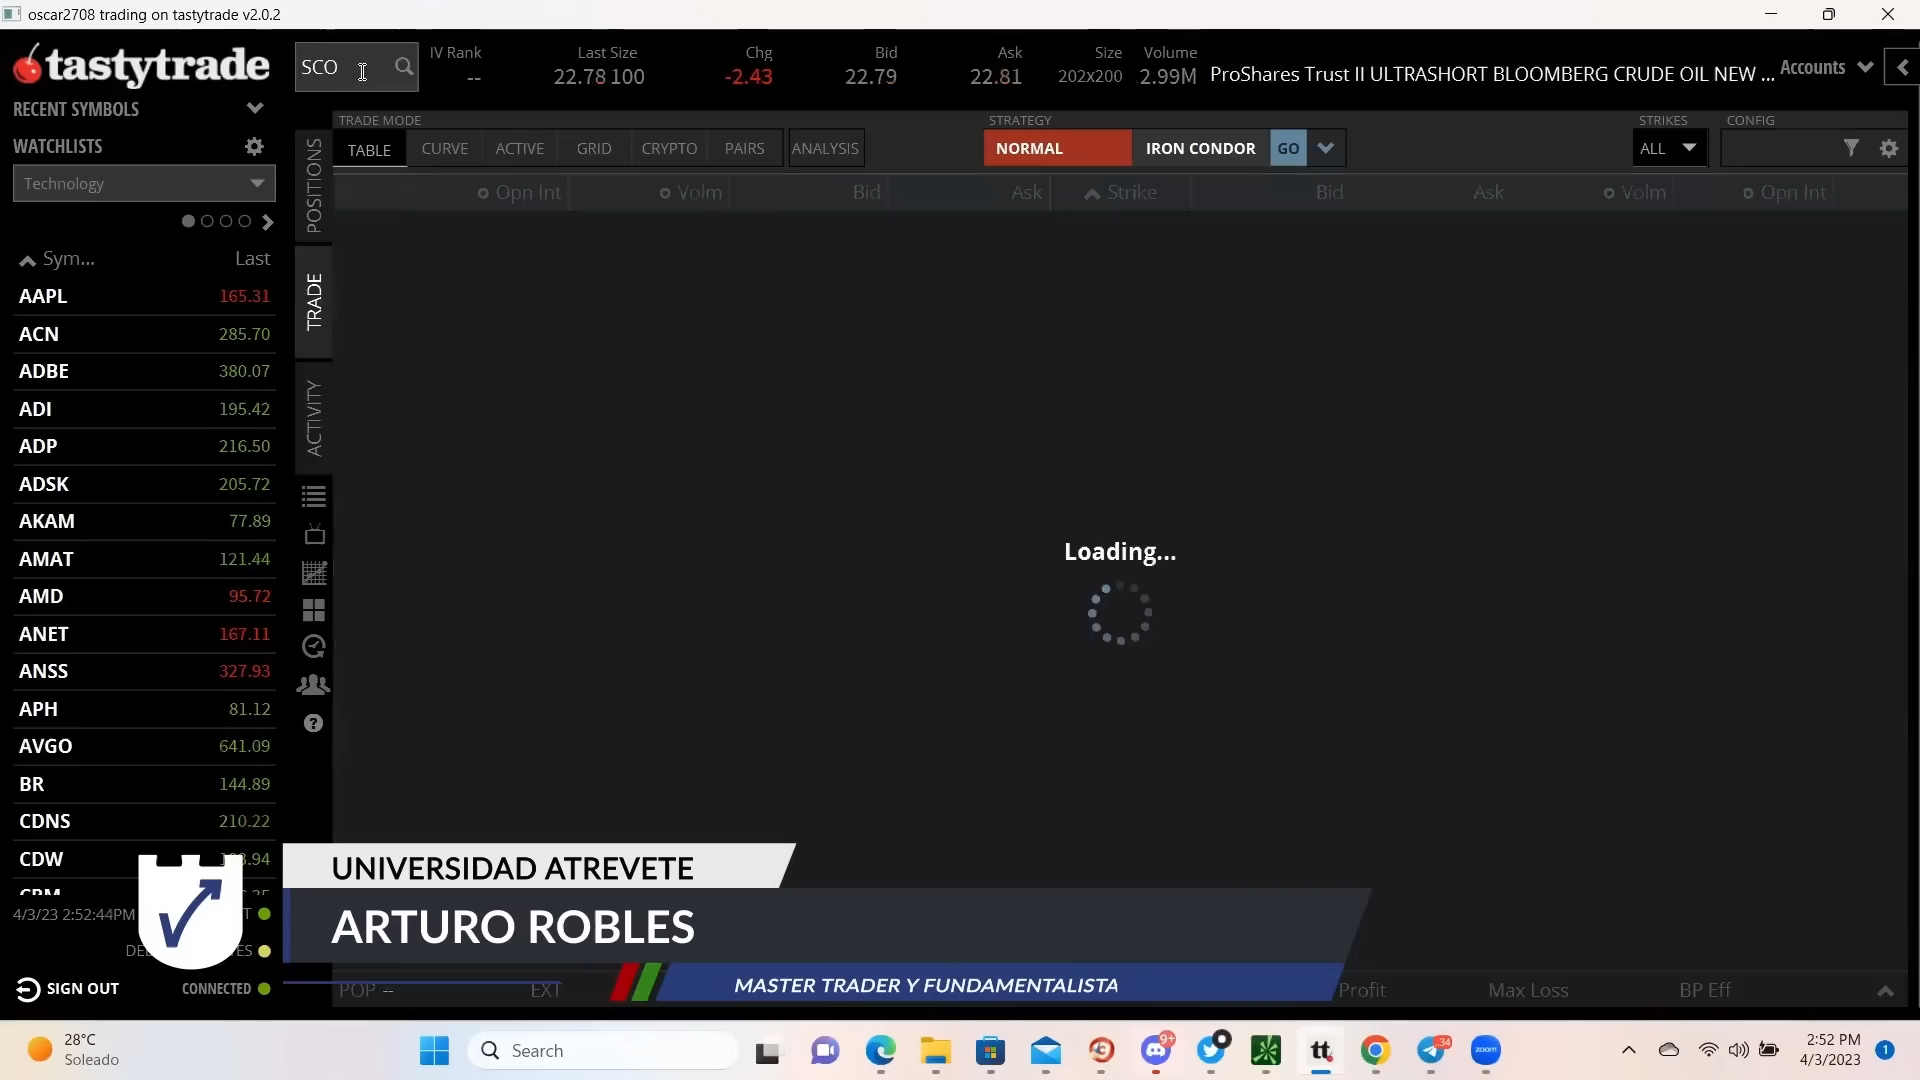 oscar2708 trading on tastytrade v2.0.2
tastytrade
SCO
IV Rank
--
Last Size
22.78 100
Chg
-2.43
Bid
22.79
Ask
22.81
Size
202x200
Volume
2.99M
ProShares Trust II ULTRASHORT BLOOMBERG CRUDE OIL NEW ...
Accounts
RECENT SYMBOLS
WATCHLISTS
Technology
TRADE MODE
TABLE CURVE ACTIVE GRID CRYPTO PAIRS ANALYSIS
STRATEGY
NORMAL IRON CONDOR GO
STRIKES
ALL
CONFIG
Opn Int Volm Bid Ask Strike Bid Ask Volm Opn Int
POSITIONS
TRADE
ACTIVITY
Sym... Last
AAPL 165.31
ACN 285.70
ADBE 380.07
ADI 195.42
ADP 216.50
ADSK 205.72
AKAM 77.89
AMAT 121.44
AMD 95.72
ANET 167.11
ANSS 327.93
APH 81.12
AVGO 641.09
BR 144.89
CDNS 210.22
CDW
Loading...
UNIVERSIDAD ATREVETE
ARTURO ROBLES
MASTER TRADER Y FUNDAMENTALISTA
4/3/23 2:52:44PM
SIGN OUT CONNECTED
POP -- EXT Profit Max Loss BP Eff
28°C
Soleado
Search
9+
tt
34
zoom
2:52 PM
4/3/2023
1